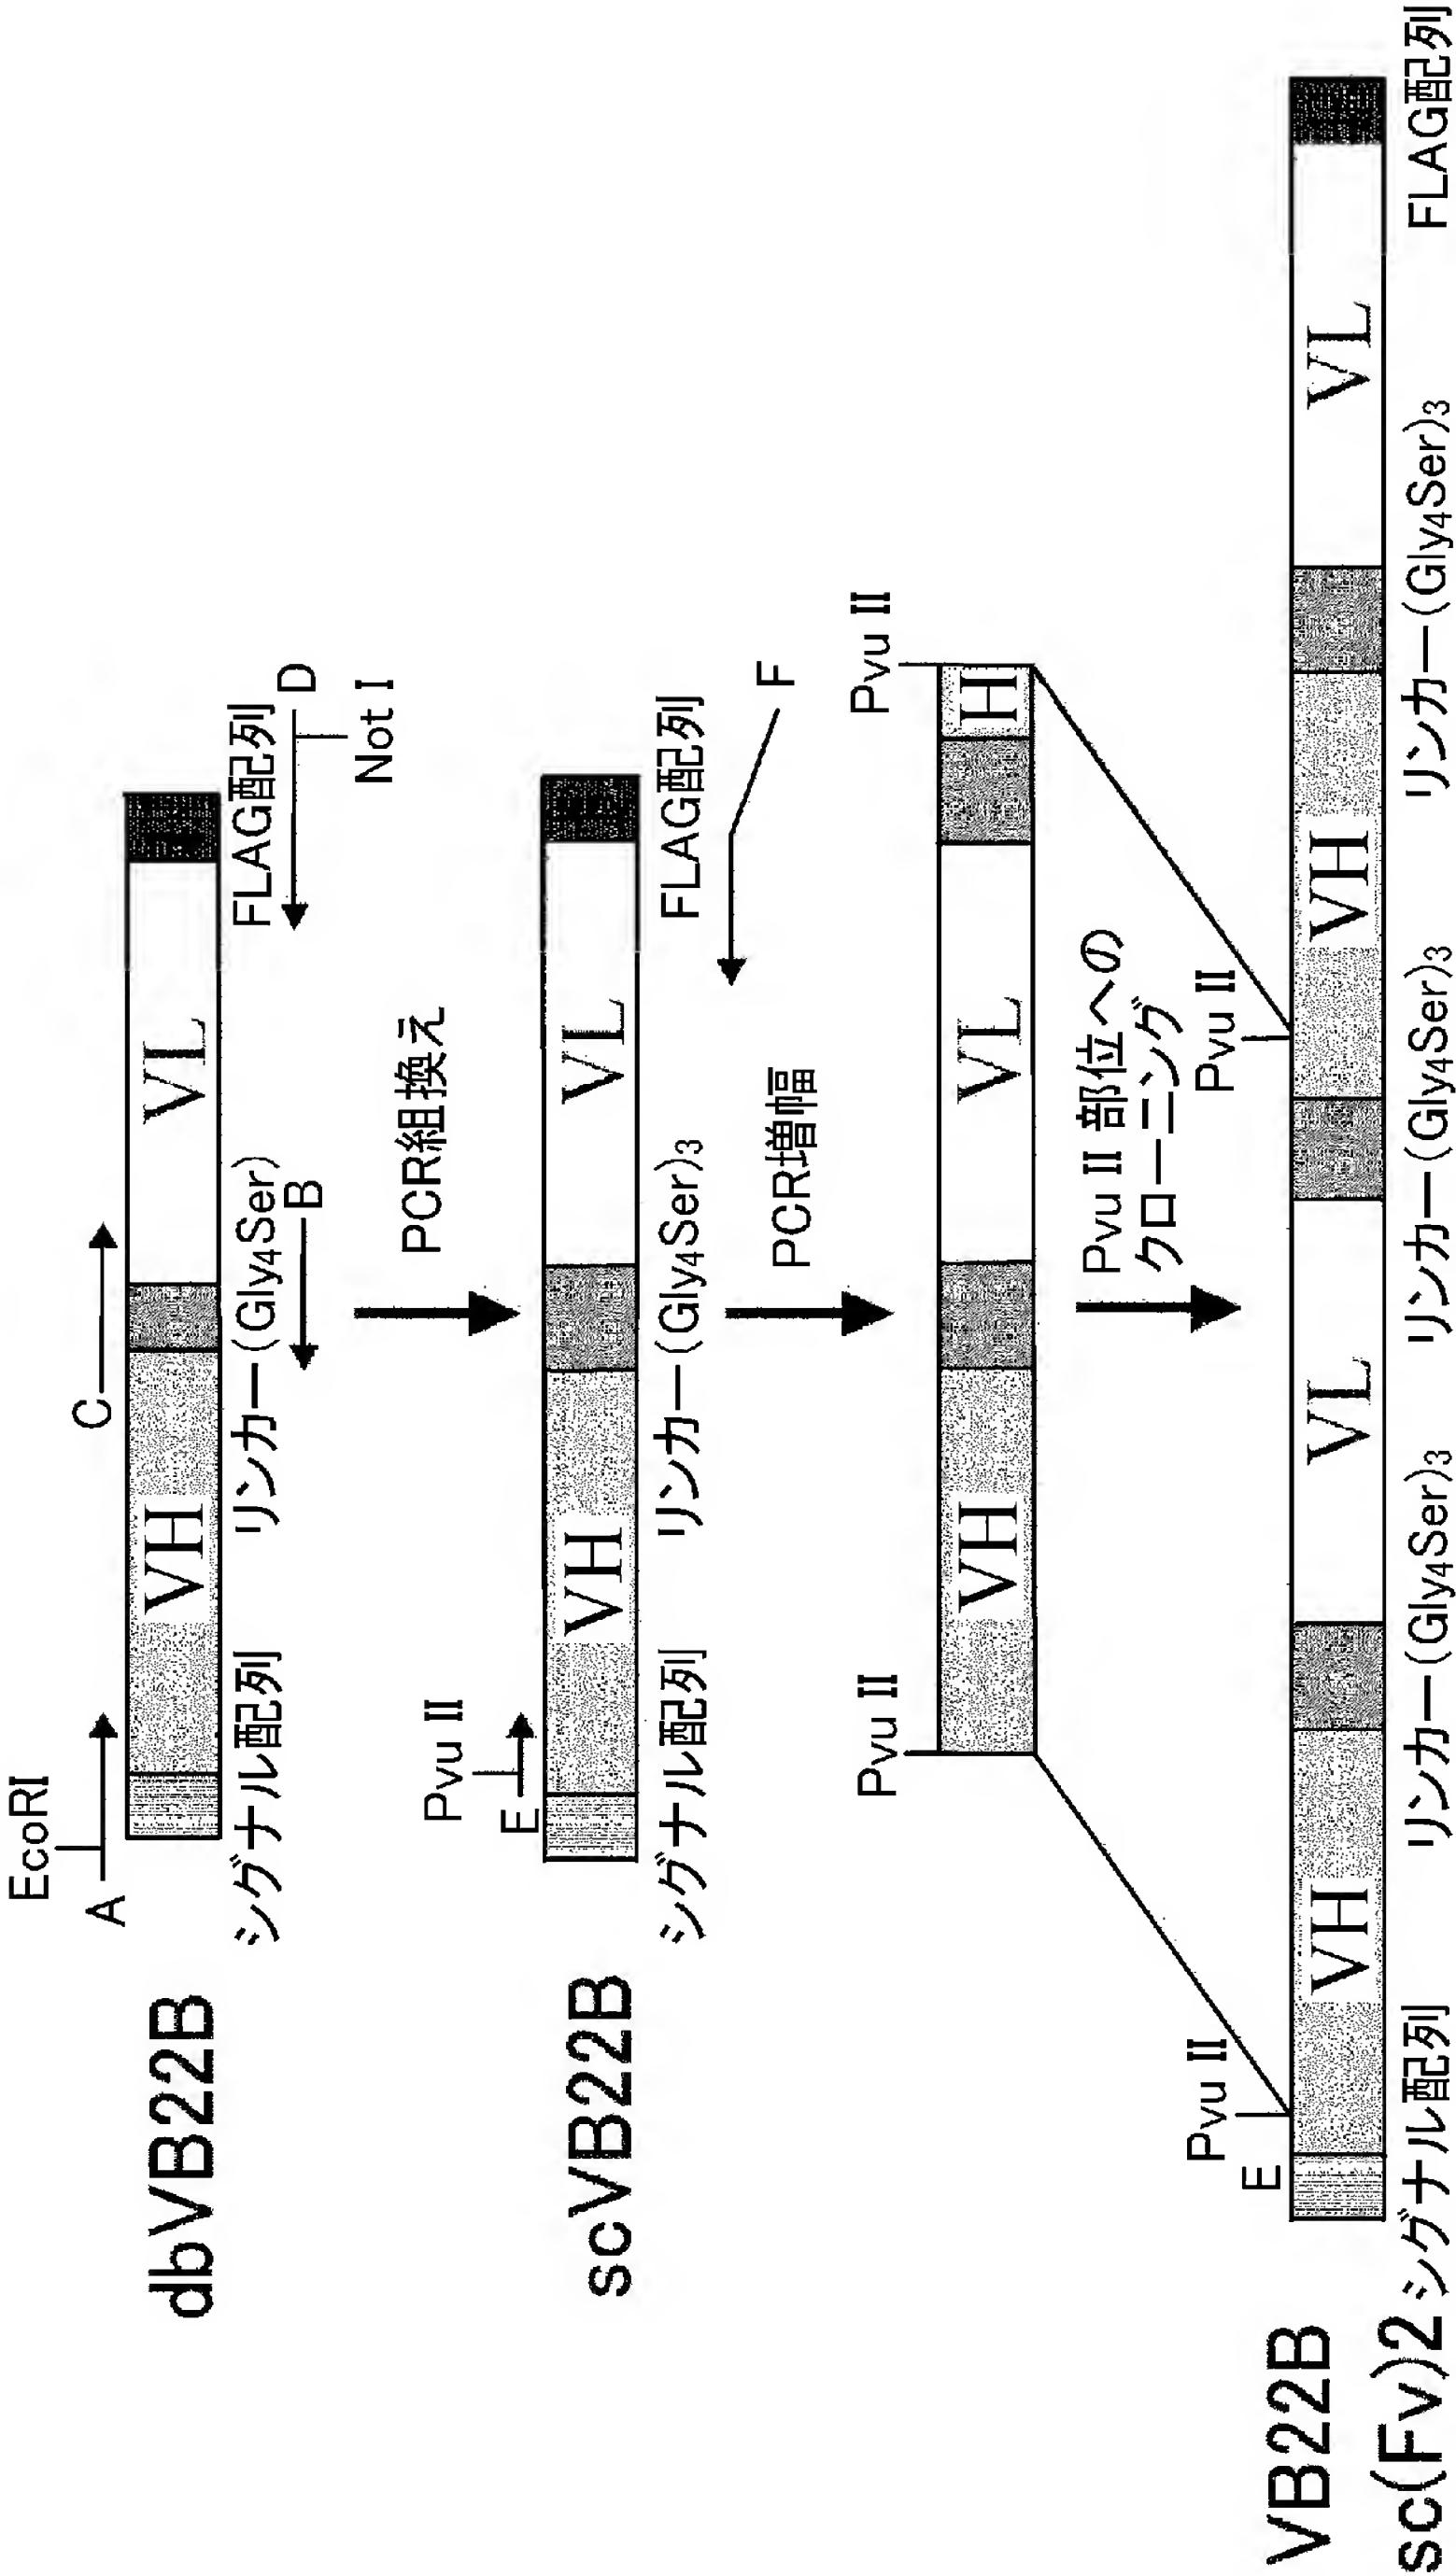 EcoRI
A
C
dbVB22B
VH
VL
シグナル配列
リンカー(Gly4Ser)
FLAG配列
B
D
Not I
PCR組換え
Pvu II
E
scVB22B
VH
VL
シグナル配列
リンカー(Gly4Ser)3
FLAG配列
F
PCR増幅
Pvu II
Pvu II
VH
VL
H
Pvu II 部位への
クローニング
Pvu II
Pvu II
E
VB22B
sc(Fv)2
VH
VL
VH
VL
シグナル配列
リンカー(Gly4Ser)3
リンカー(Gly4Ser)3
リンカー(Gly4Ser)3
FLAG配列